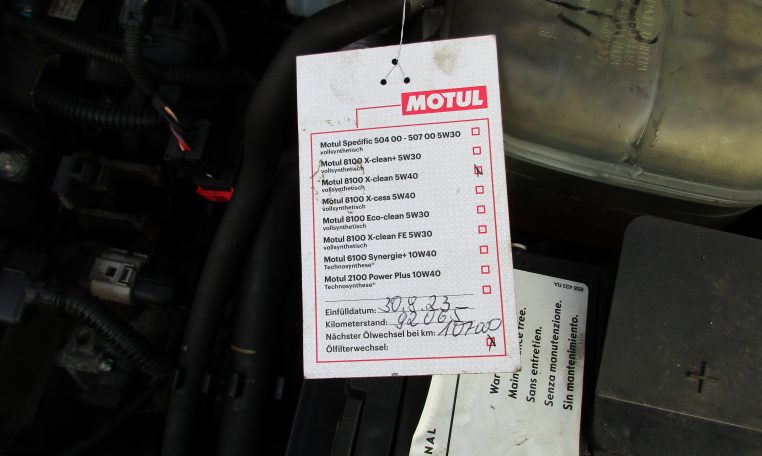 MOTUL
Motul Specific 504 00 - 507 00 5W30
vollsynthetisch
Motul 8100 X-clean+ 5W30
vollsynthetisch
Motul 8100 X-clean 5W40
vollsynthetisch
Motul 8100 X-cess 5W40
vollsynthetisch
Motul 8100 Eco-clean 5W30
vollsynthetisch
Motul 8100 X-clean FE 5W30
vollsynthetisch
Motul 6100 Synergie+ 10W40
Technosynthese®
Motul 2100 Power Plus 10W40
Technosynthese®
Einfülldatum: 30.9.23
Kilometerstand: 92065
Nächster Ölwechsel bei km: 107000
Ölfilterwechsel:
free.
Sans entretien.
Senza manutenzione.
Sin mantenimiento.